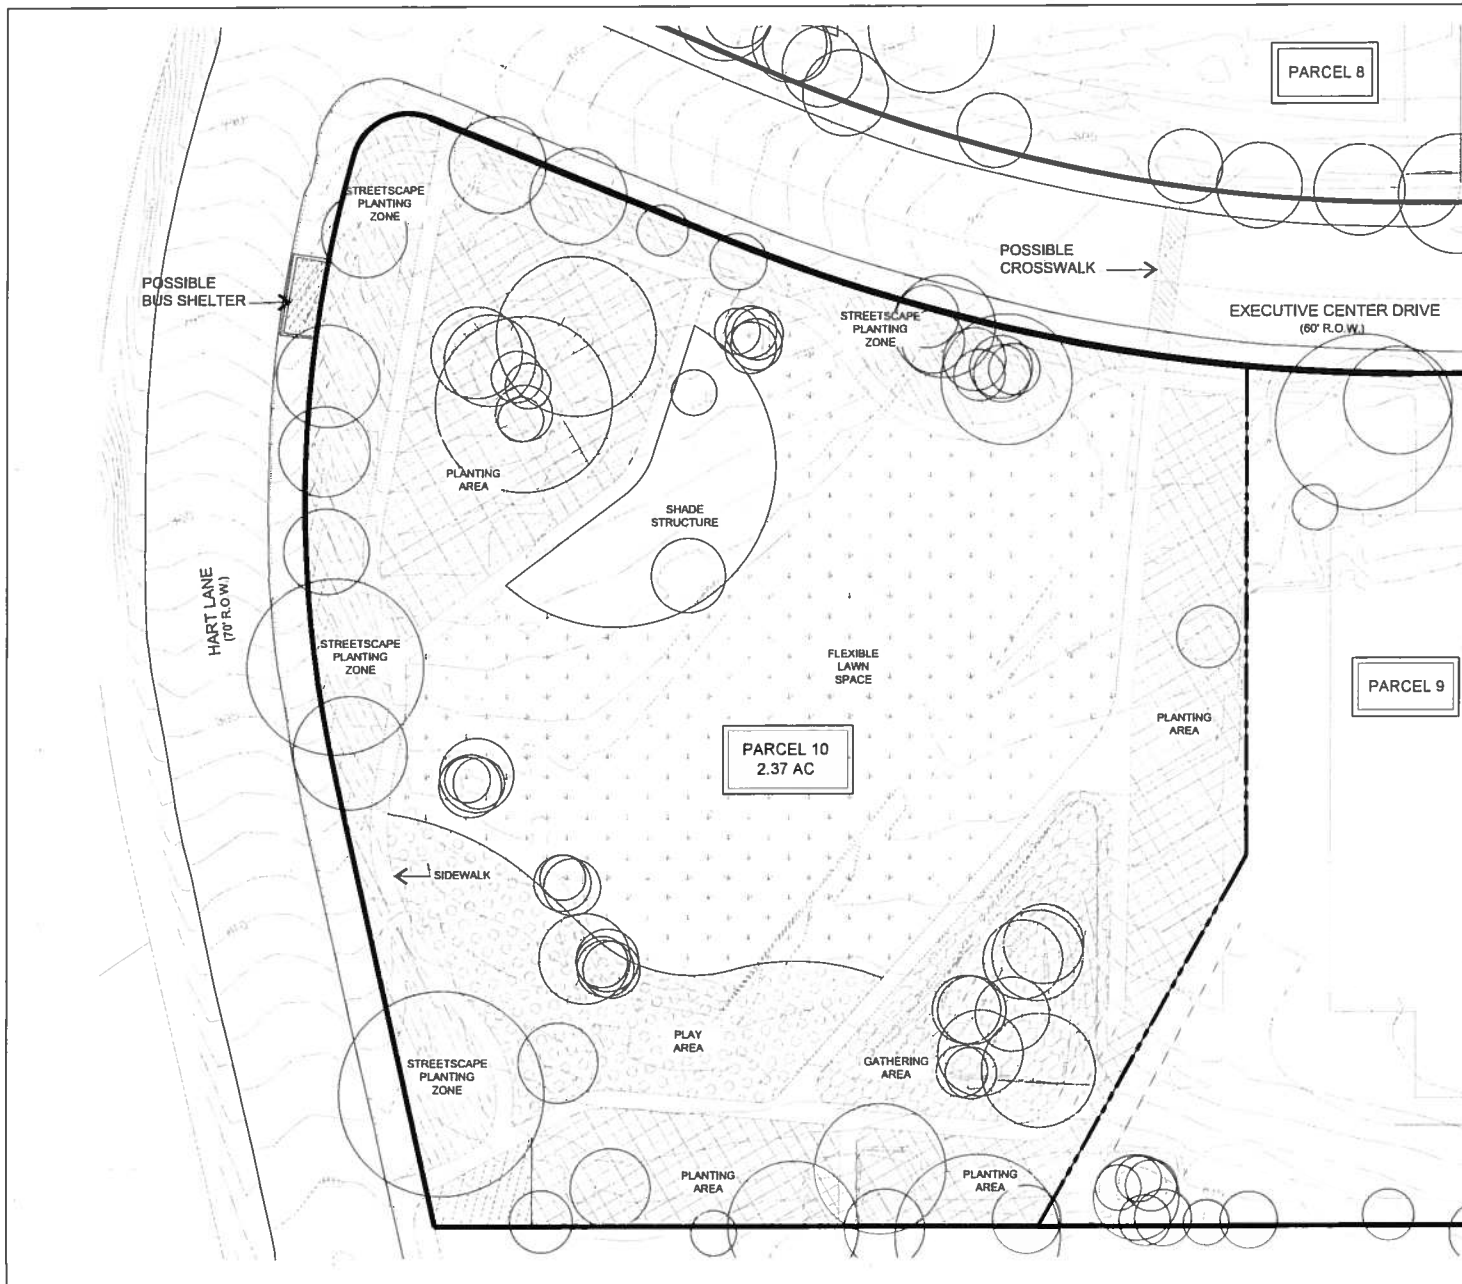 PARCEL 8
STREETSCAPE
PLANTING
ZONE
POSSIBLE
CROSSWALK
POSSIBLE
BUS SHELTER
EXECUTIVE CENTER DRIVE
(60' R.O.W.)
STREETSCAPE
PLANTING
ZONE
PLANTING
AREA
SHADE
STRUCTURE
HART LANE
(70' R.O.W.)
STREETSCAPE
PLANTING
ZONE
FLEXIBLE
LAWN
SPACE
PARCEL 9
PLANTING
AREA
PARCEL 10
2.37 AC
SIDEWALK
PLAY
AREA
GATHERING
AREA
STREETSCAPE
PLANTING
ZONE
PLANTING
AREA
PLANTING
AREA